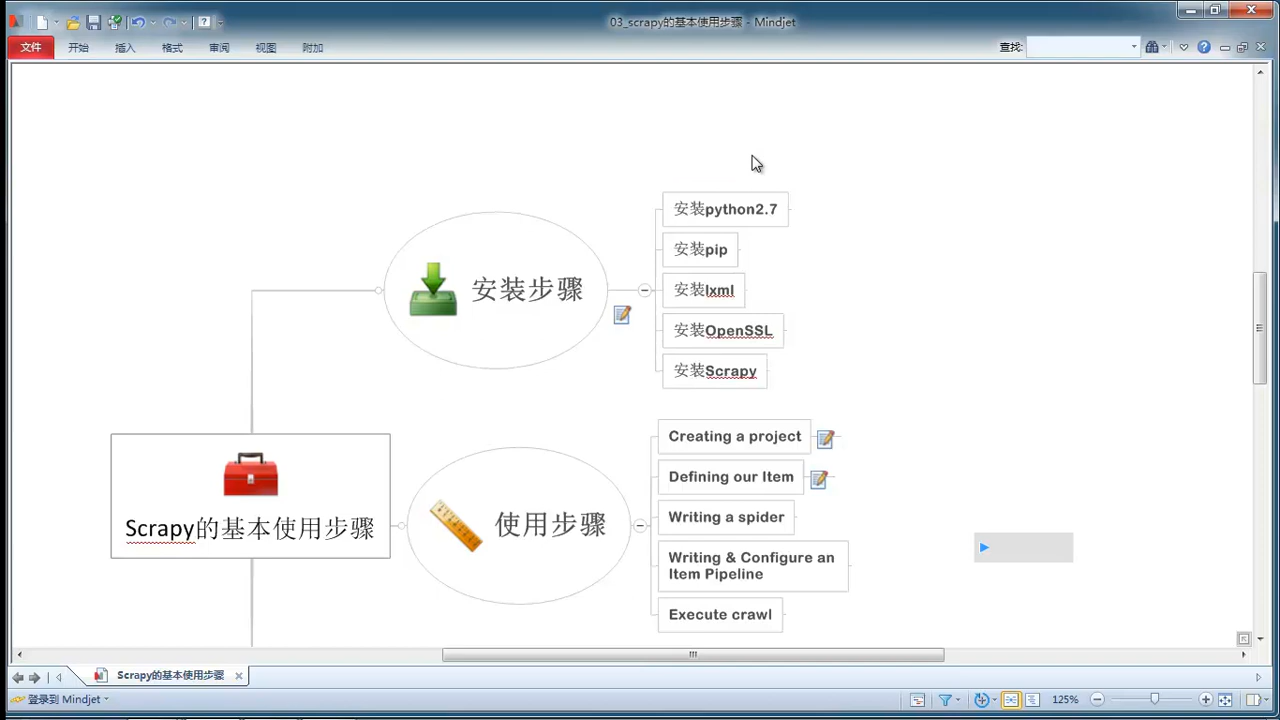 03_scrapy的基本使用步骤 - Mindjet
文件 开始 插入 格式 审阅 视图 附加 查找:
安装步骤
安装python2.7
安装pip
安装lxml
安装OpenSSL
安装Scrapy
Scrapy的基本使用步骤
使用步骤
Creating a project
Defining our Item
Writing a spider
Writing & Configure an
Item Pipeline
Execute crawl
Scrapy的基本使用步骤
登录到 Mindjet 125%